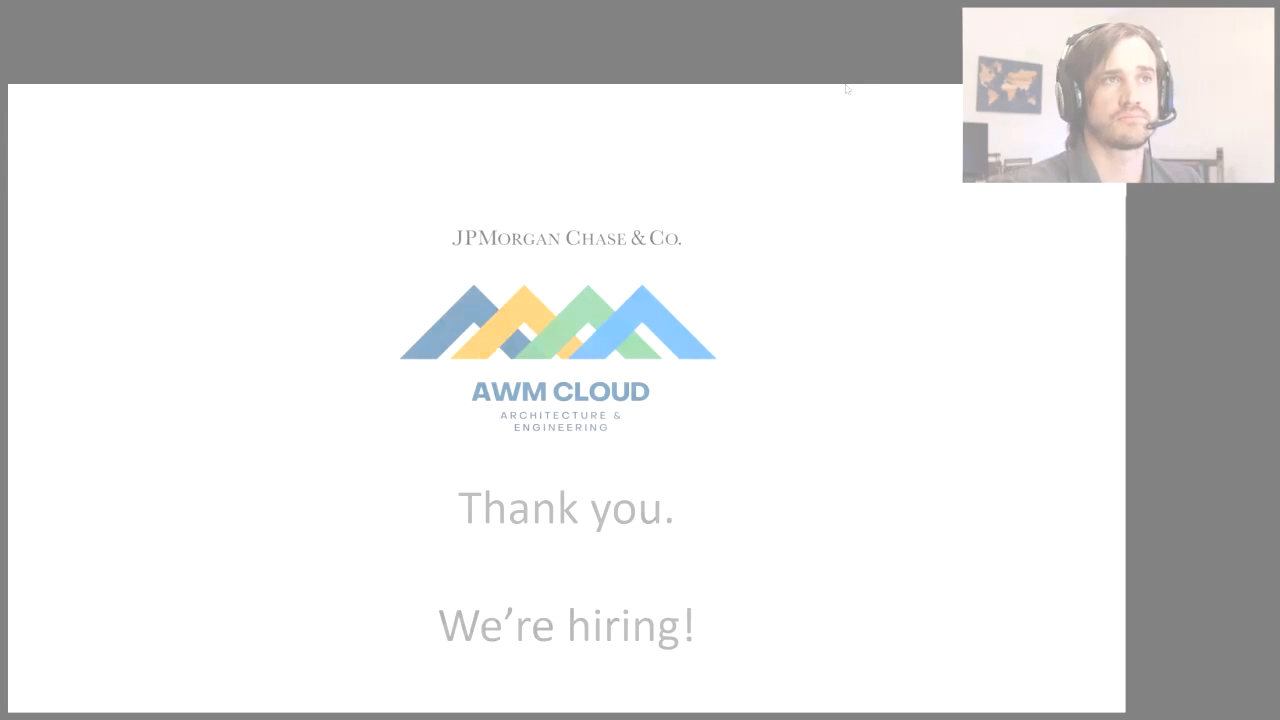 JPMORGAN CHASE & CO.
AWM CLOUD
ARCHITECTURE &
ENGINEERING
Thank you.
We’re hiring!